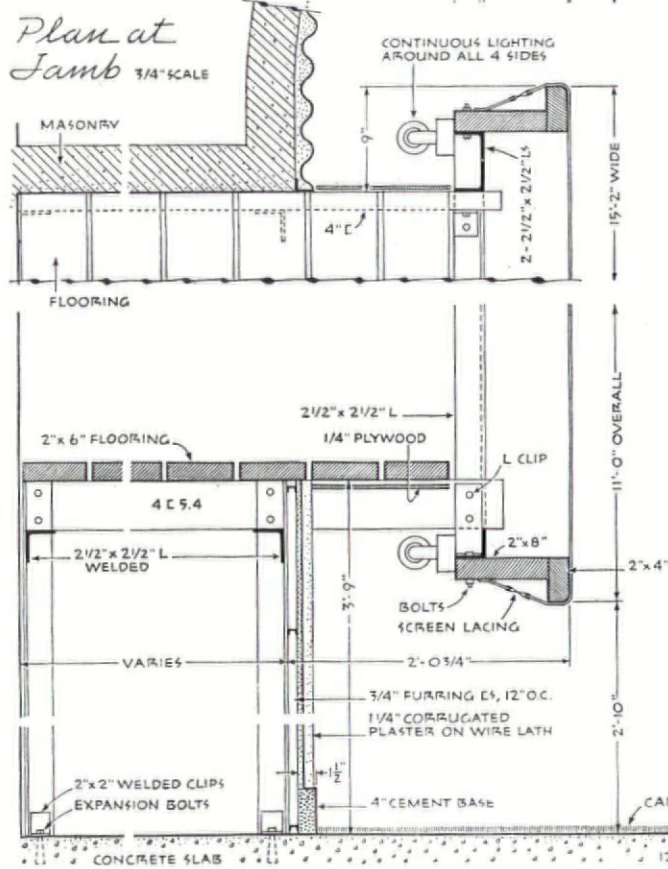 Plan at
Jamb 3/4" SCALE
CONTINUOUS LIGHTING
AROUND ALL 4 SIDES
MASONRY
9"
2 - 2 1/2" x 2 1/2" LS
15'-2" WIDE
4" [
FLOORING
2 1/2" x 2 1/2" L
2" x 6" FLOORING
1/4" PLYWOOD
11'-0" OVERALL
L CLIP
4 [ 5.4
2 1/2" x 2 1/2" L
WELDED
2" x 8"
2" x 4"
3'-9"
BOLTS
SCREEN LACING
VARIES
2'-0 3/4"
3/4" FURRING [S, 12" O.C.
1 1/4" CORRUGATED
PLASTER ON WIRE LATH
2'-10"
1 1/2"
2" x 2" WELDED CLIPS
EXPANSION BOLTS
4" CEMENT BASE
CONCRETE SLAB